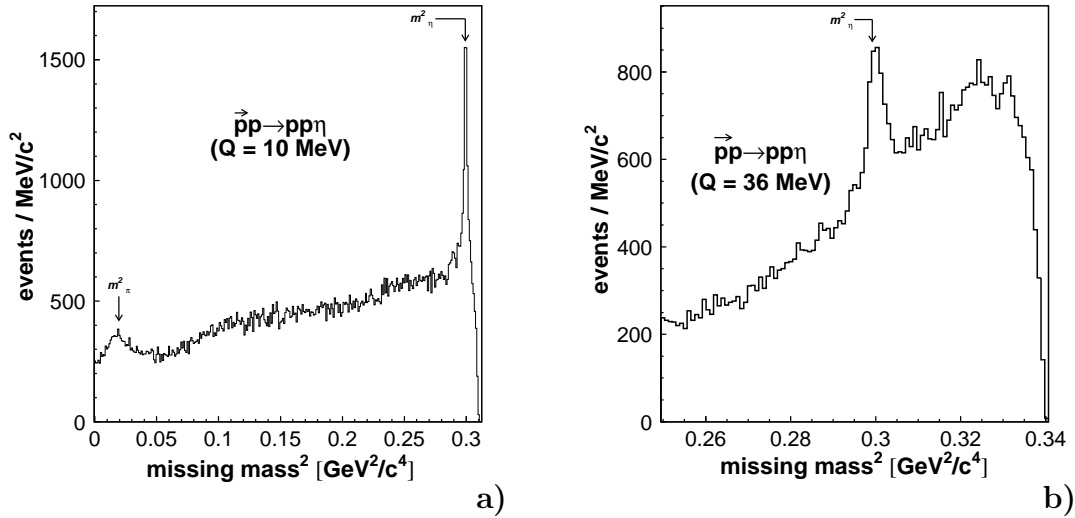 m²η
1500
1000
500
0
events / MeV/c²
p⃗p→ppη
(Q = 10 MeV)
m²π
0 0.05 0.1 0.15 0.2 0.25 0.3
missing mass² [GeV²/c⁴]
a)
m²η
800
600
400
200
0
events / MeV/c²
p⃗p→ppη
(Q = 36 MeV)
0.26 0.28 0.3 0.32 0.34
missing mass² [GeV²/c⁴]
b)